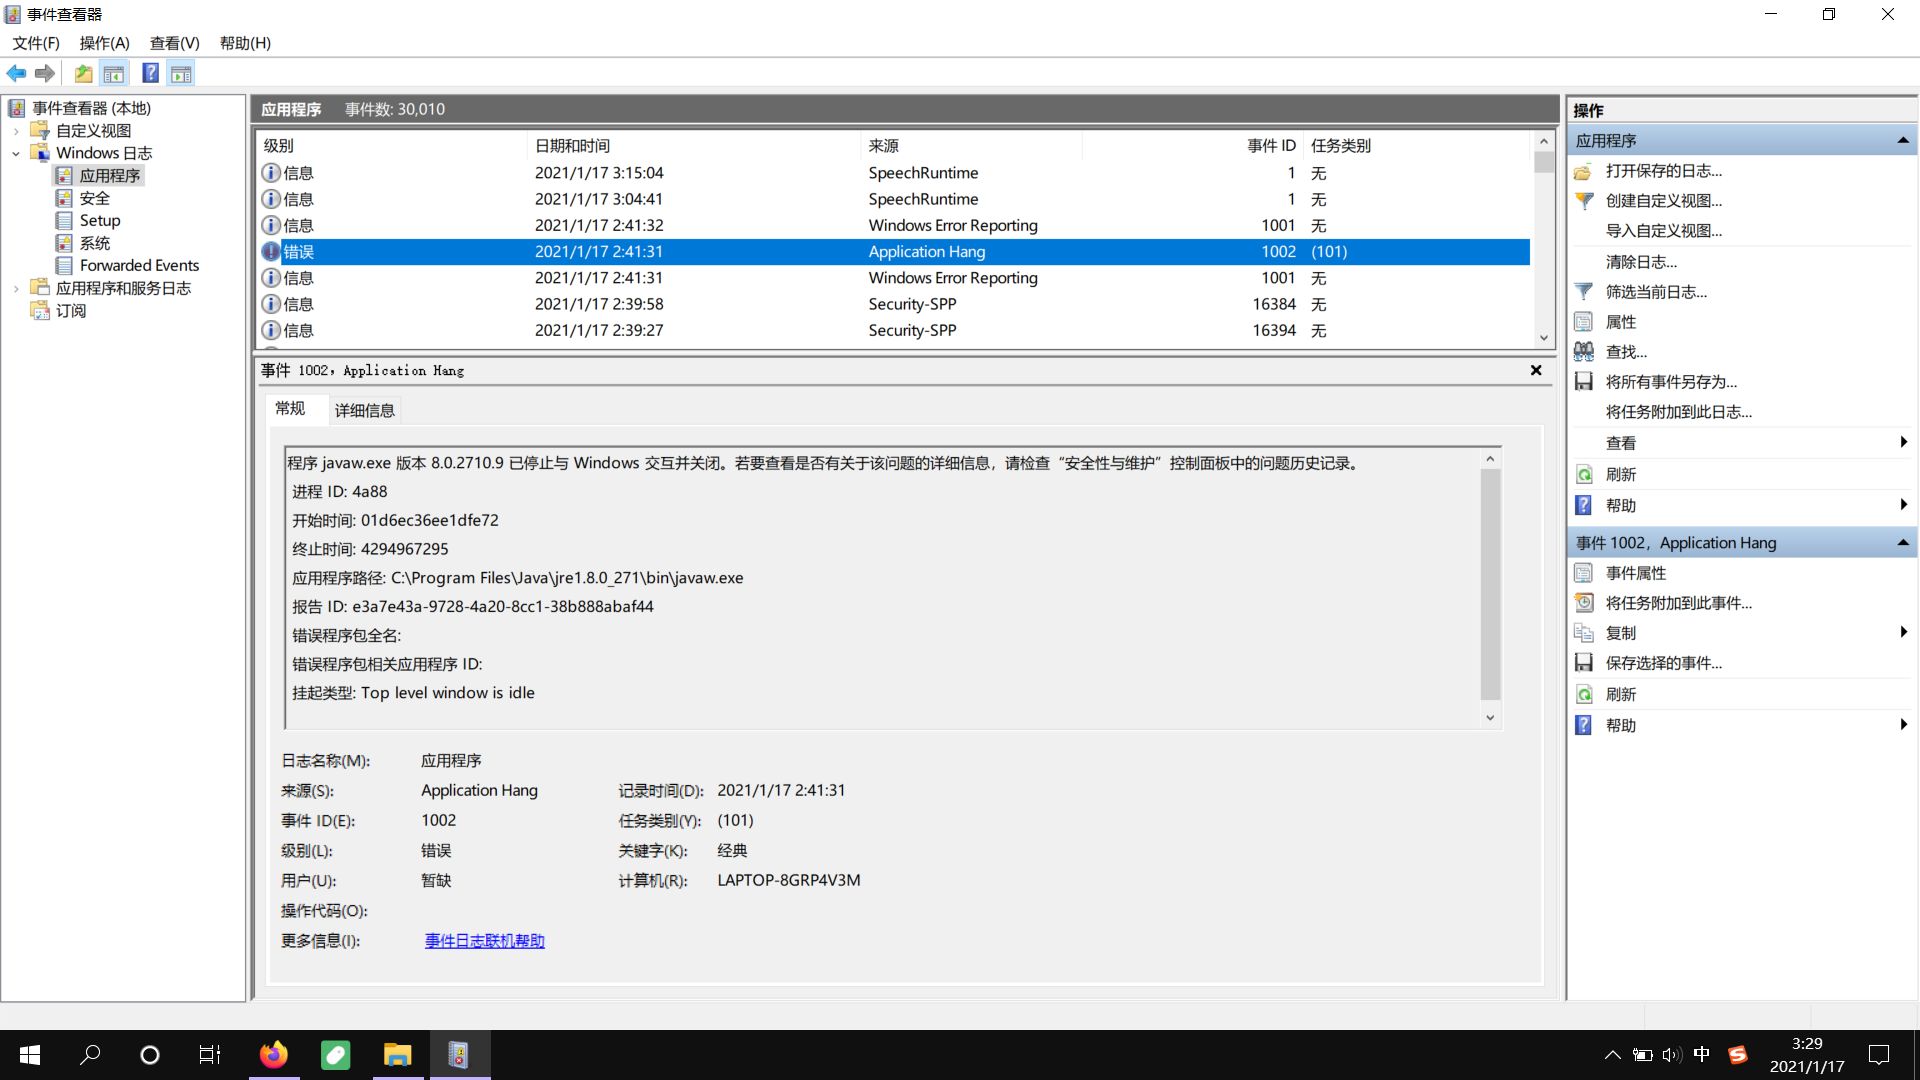 事件查看器
文件(F) 操作(A) 查看(V) 帮助(H)
事件查看器 (本地)
自定义视图
Windows 日志
应用程序
安全
Setup
系统
Forwarded Events
应用程序和服务日志
订阅
应用程序 事件数: 30,010
级别 日期和时间 来源 事件 ID 任务类别
信息 2021/1/17 3:15:04 SpeechRuntime 1 无
信息 2021/1/17 3:04:41 SpeechRuntime 1 无
信息 2021/1/17 2:41:32 Windows Error Reporting 1001 无
错误 2021/1/17 2:41:31 Application Hang 1002 (101)
信息 2021/1/17 2:41:31 Windows Error Reporting 1001 无
信息 2021/1/17 2:39:58 Security-SPP 16384 无
信息 2021/1/17 2:39:27 Security-SPP 16394 无
事件 1002，Application Hang
常规 详细信息
程序 javaw.exe 版本 8.0.2710.9 已停止与 Windows 交互并关闭。若要查看是否有关于该问题的详细信息，请检查“安全性与维护”控制面板中的问题历史记录。
进程 ID: 4a88
开始时间: 01d6ec36ee1dfe72
终止时间: 4294967295
应用程序路径: C:\Program Files\Java\jre1.8.0_271\bin\javaw.exe
报告 ID: e3a7e43a-9728-4a20-8cc1-38b888abaf44
错误程序包全名:
错误程序包相关应用程序 ID:
挂起类型: Top level window is idle
日志名称(M): 应用程序
来源(S): Application Hang 记录时间(D): 2021/1/17 2:41:31
事件 ID(E): 1002 任务类别(Y): (101)
级别(L): 错误 关键字(K): 经典
用户(U): 暂缺 计算机(R): LAPTOP-8GRP4V3M
操作代码(O):
更多信息(I): 事件日志联机帮助
操作
应用程序
打开保存的日志...
创建自定义视图...
导入自定义视图...
清除日志...
筛选当前日志...
属性
查找...
将所有事件另存为...
将任务附加到此日志...
查看
刷新
帮助
事件 1002，Application Hang
事件属性
将任务附加到此事件...
复制
保存选择的事件...
刷新
帮助
中
3:29
2021/1/17